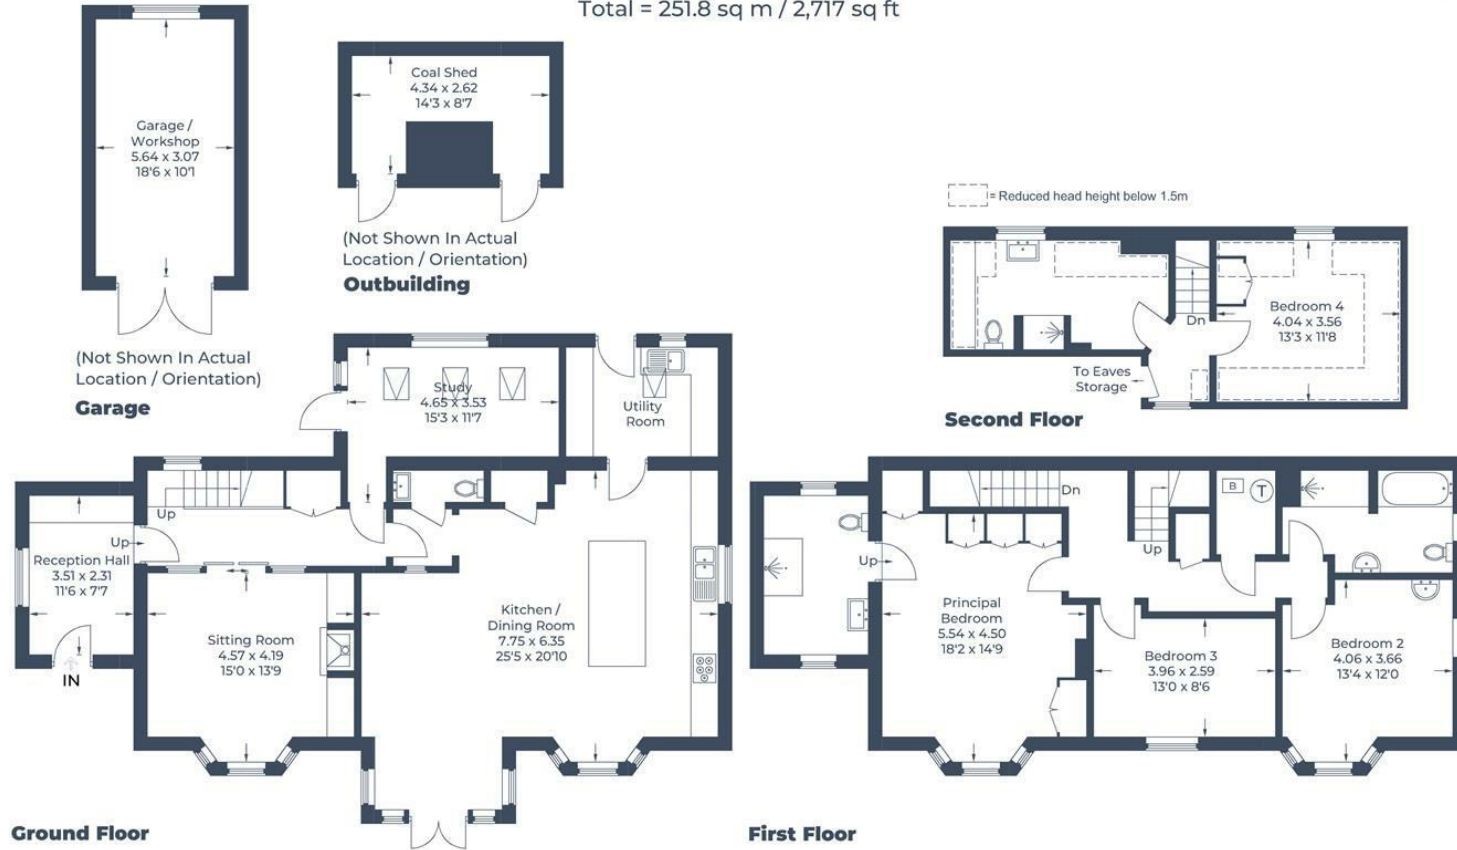 Total = 251.8 sq m / 2,717 sq ft
Garage /
Workshop
5.64 x 3.07
18'6 x 10'1
(Not Shown In Actual
Location / Orientation)
Garage
Coal Shed
4.34 x 2.62
14'3 x 8'7
(Not Shown In Actual
Location / Orientation)
Outbuilding
= Reduced head height below 1.5m
Dn
Bedroom 4
4.04 x 3.56
13'3 x 11'8
To Eaves
Storage
Second Floor
Study
4.65 x 3.53
15'3 x 11'7
Utility
Room
Up
Up
Reception Hall
3.51 x 2.31
11'6 x 7'7
IN
Sitting Room
4.57 x 4.19
15'0 x 13'9
Kitchen /
Dining Room
7.75 x 6.35
25'5 x 20'10
Ground Floor
Dn
B
T
Up
Up
Principal
Bedroom
5.54 x 4.50
18'2 x 14'9
Bedroom 3
3.96 x 2.59
13'0 x 8'6
Bedroom 2
4.06 x 3.66
13'4 x 12'0
First Floor